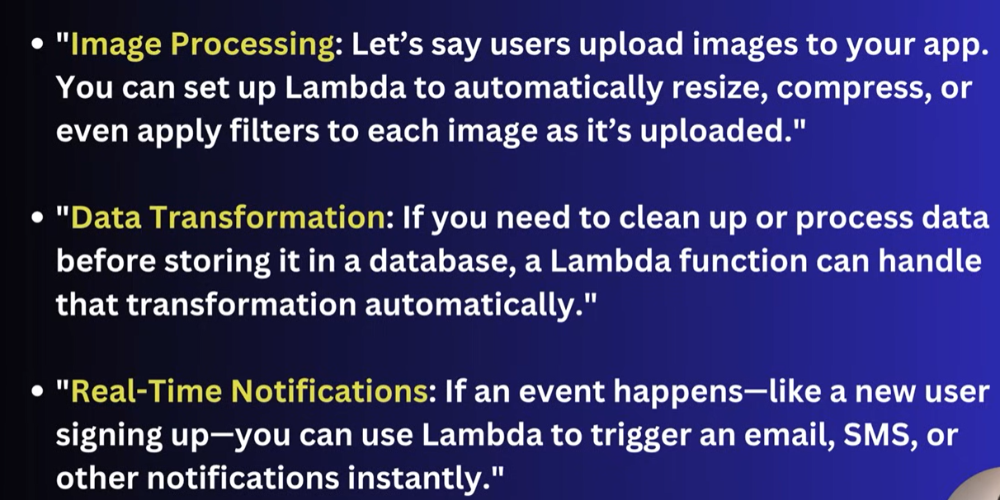 • "Image Processing: Let’s say users upload images to your app.
You can set up Lambda to automatically resize, compress, or
even apply filters to each image as it’s uploaded."
• "Data Transformation: If you need to clean up or process data
before storing it in a database, a Lambda function can handle
that transformation automatically."
• "Real-Time Notifications: If an event happens—like a new user
signing up—you can use Lambda to trigger an email, SMS, or
other notifications instantly."